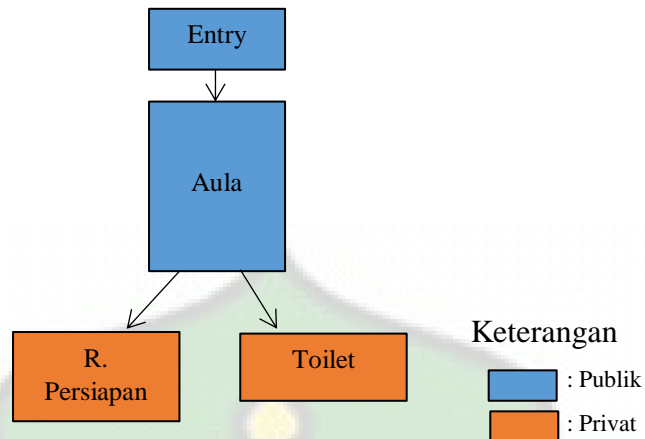 Entry
Aula
R.
Persiapan
Toilet
Keterangan
: Publik
: Privat